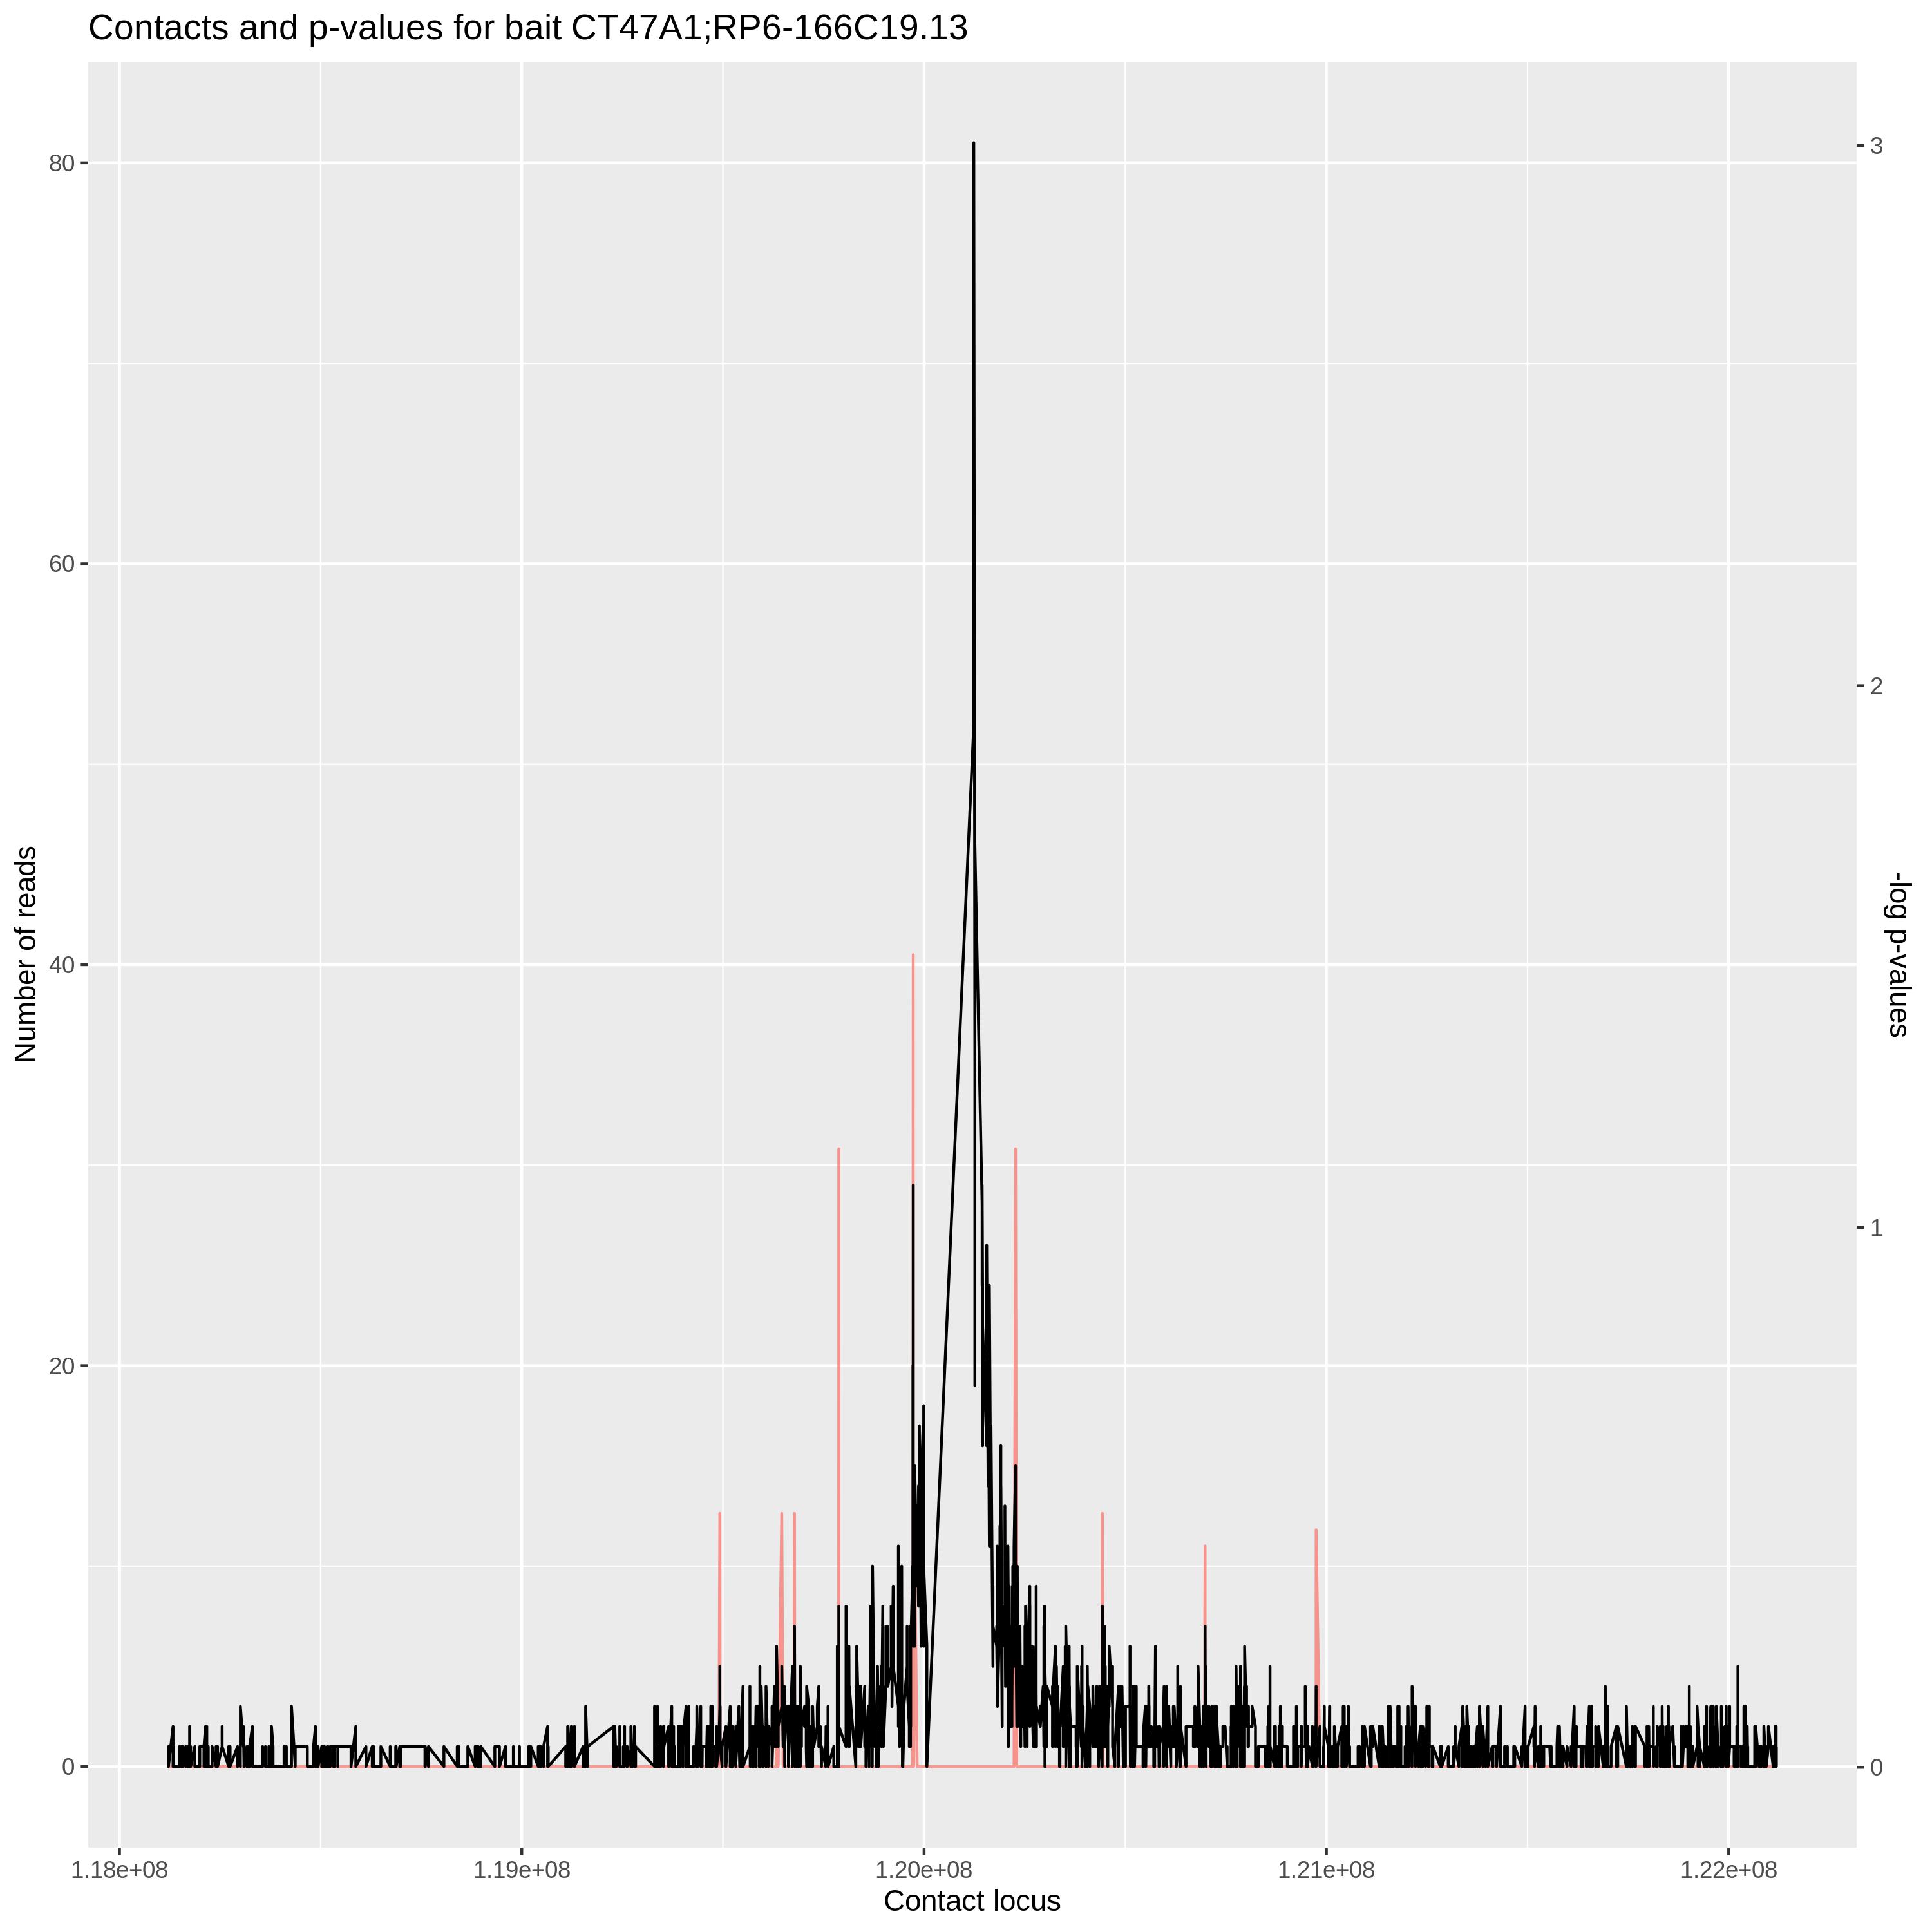 Contacts and p-values for bait CT47A1;RP6-166C19.13
80
60
40
20
0
Number of reads
3
2
1
0
-log p-values
1.18e+08
1.19e+08
1.20e+08
1.21e+08
1.22e+08
Contact locus